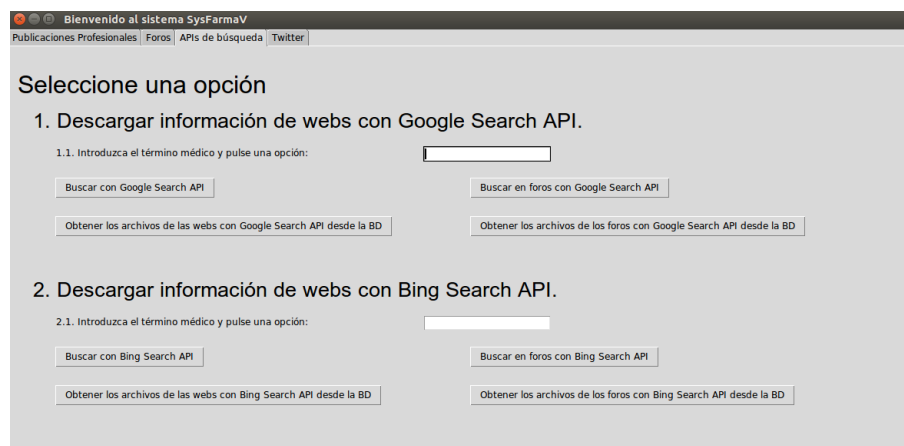 Bienvenido al sistema SysFarmaV
Publicaciones Profesionales Foros APIs de búsqueda Twitter
Seleccione una opción
1. Descargar información de webs con Google Search API.
1.1. Introduzca el término médico y pulse una opción:
Buscar con Google Search API Buscar en foros con Google Search API
Obtener los archivos de las webs con Google Search API desde la BD Obtener los archivos de los foros con Google Search API desde la BD
2. Descargar información de webs con Bing Search API.
2.1. Introduzca el término médico y pulse una opción:
Buscar con Bing Search API Buscar en foros con Bing Search API
Obtener los archivos de las webs con Bing Search API desde la BD Obtener los archivos de los foros con Bing Search API desde la BD